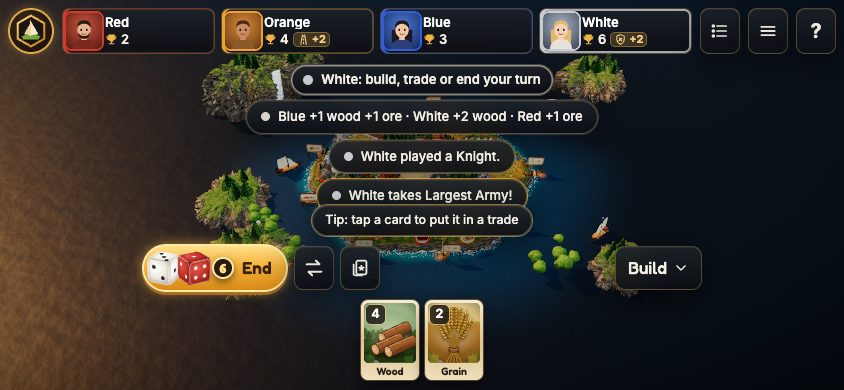 Red
2
Orange
4 +2
Blue
3
White
6 +2
?
White: build, trade or end your turn
Blue +1 wood +1 ore · White +2 wood · Red +1 ore
White played a Knight.
White takes Largest Army!
Tip: tap a card to put it in a trade
6 End
Build
4
Wood
2
Grain